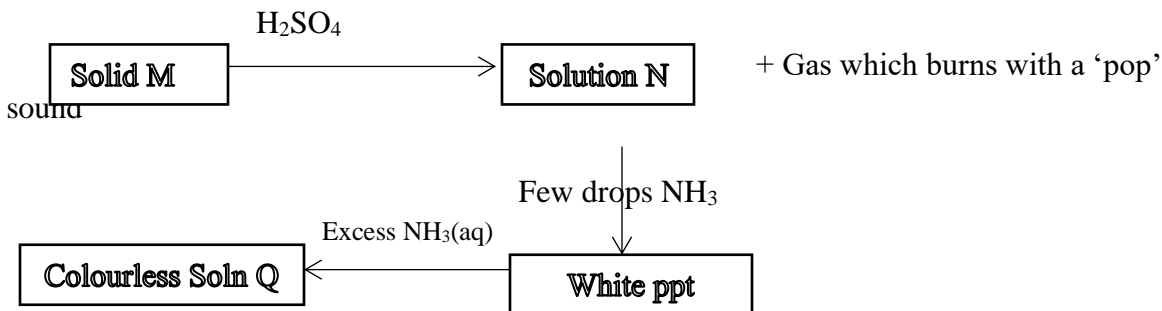 H₂SO₄
Solid M
Solution N
+ Gas which burns with a ‘pop’
sound
Few drops NH₃
Excess NH₃(aq)
Colourless Soln Q
White ppt